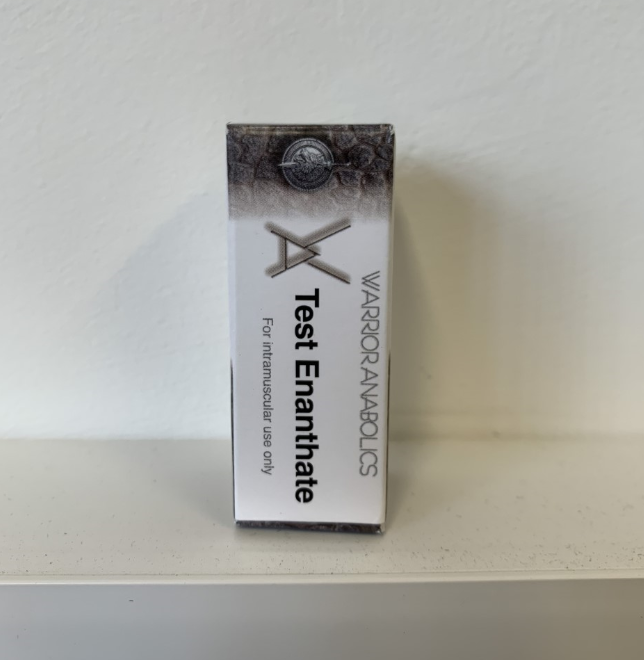 WARRIOR ANABOLICS
Test Enanthate
For intramuscular use only